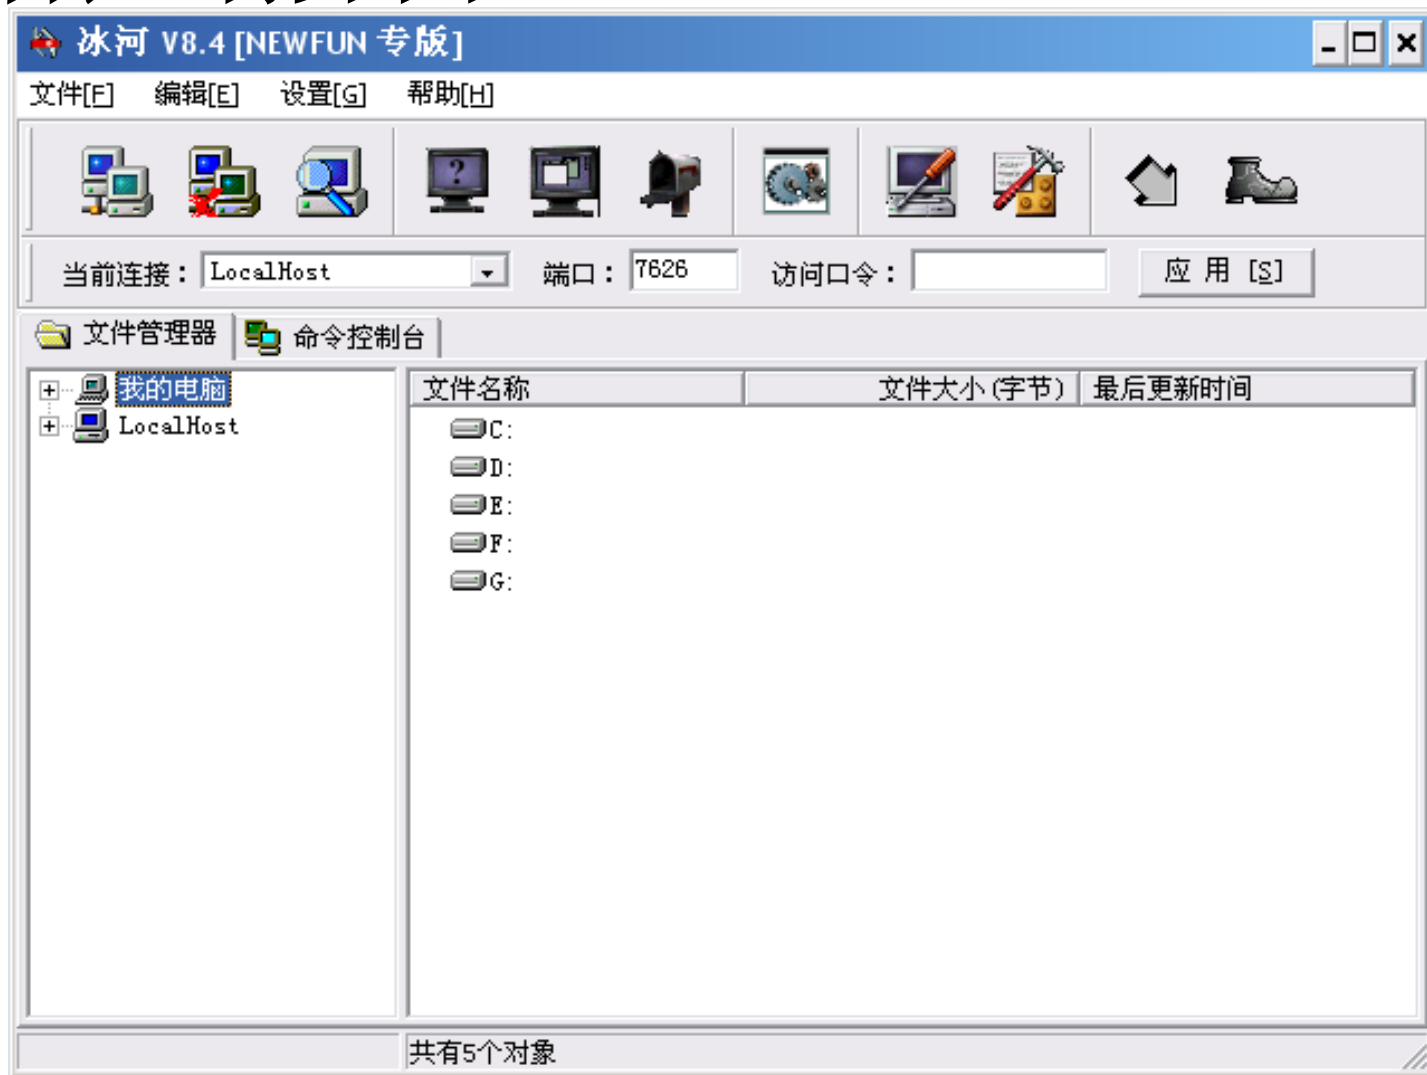 冰河 V8.4 [NEWFUN 专版]
文件[F] 编辑[E] 设置[G] 帮助[H]
?
当前连接： LocalHost 端口： 7626 访问口令： 应 用 [S]
文件管理器 命令控制台
我的电脑 文件名称 文件大小(字节) 最后更新时间
LocalHost C:
D:
E:
F:
G:
共有5个对象